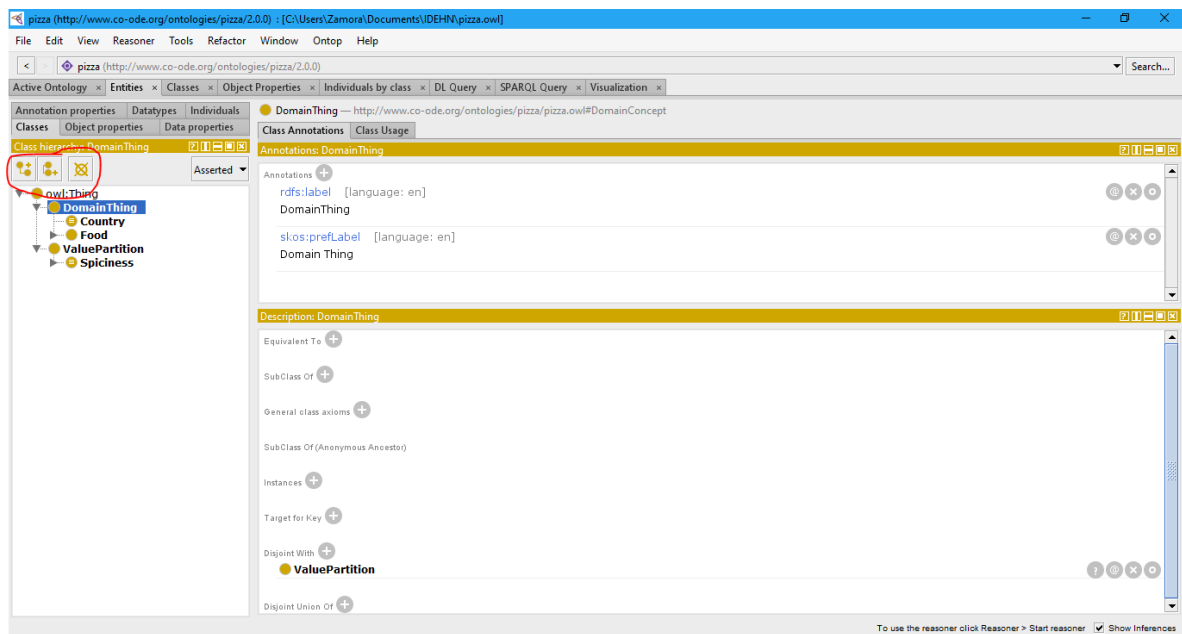 pizza (http://www.co-ode.org/ontologies/pizza/2.0.0) : [C:\Users\Zamora\Documents\IDEHN\pizza.owl]
File Edit View Reasoner Tools Refactor Window Ontop Help
< > pizza (http://www.co-ode.org/ontologies/pizza/2.0.0) Search...
Active Ontology × Entities × Classes × Object Properties × Individuals by class × DL Query × SPARQL Query × Visualization ×
Annotation properties Datatypes Individuals
Classes Object properties Data properties
Class hierarchy: DomainThing
Asserted
owl:Thing
DomainThing
Country
Food
ValuePartition
Spiciness
DomainThing — http://www.co-ode.org/ontologies/pizza/pizza.owl#DomainConcept
Class Annotations Class Usage
Annotations: DomainThing
Annotations
rdfs:label [language: en]
DomainThing
skos:prefLabel [language: en]
Domain Thing
Description: DomainThing
Equivalent To
SubClass Of
General class axioms
SubClass Of (Anonymous Ancestor)
Instances
Target for Key
Disjoint With
ValuePartition
Disjoint Union Of
To use the reasoner click Reasoner > Start reasoner Show Inferences